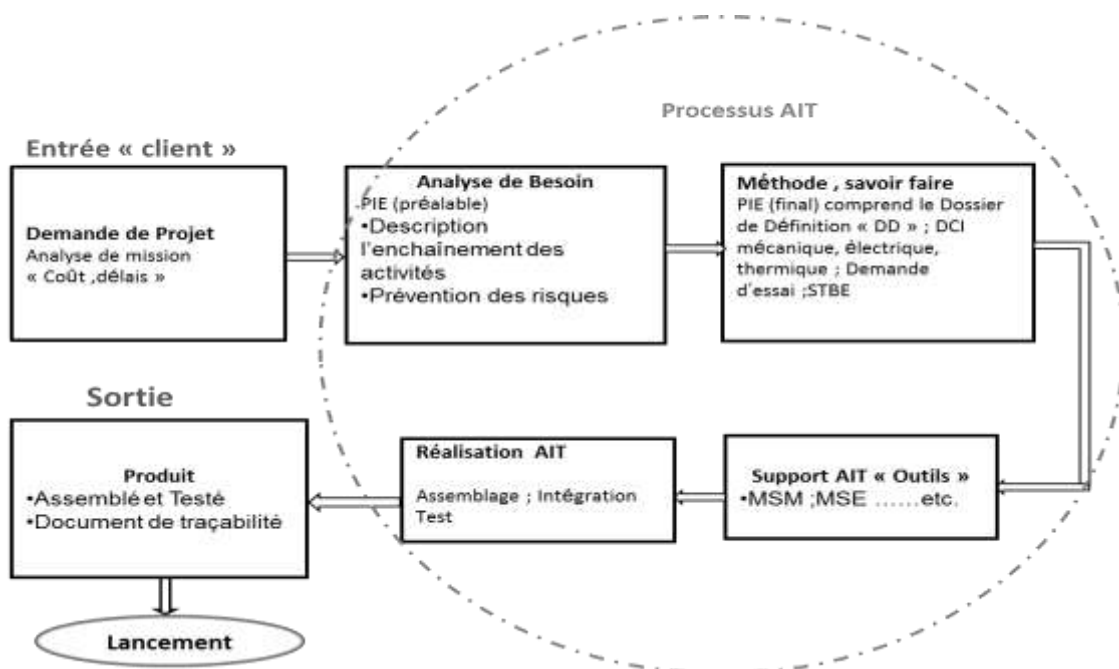 Processus AIT
Entrée « client »
Demande de Projet
Analyse de mission
« Coût ,délais »
Analyse de Besoin
PIE (préalable)
•Description
l'enchaînement des
activités
•Prévention des risques
Méthode , savoir faire
PIE (final) comprend le Dossier
de Définition « DD » ; DCI
mécanique, électrique,
thermique ; Demande
d'essai ;STBE
Support AIT « Outils »
•MSM ;MSE ......etc.
Réalisation AIT
Assemblage ; Intégration
Test
Sortie
Produit
•Assemblé et Testé
•Document de traçabilité
Lancement